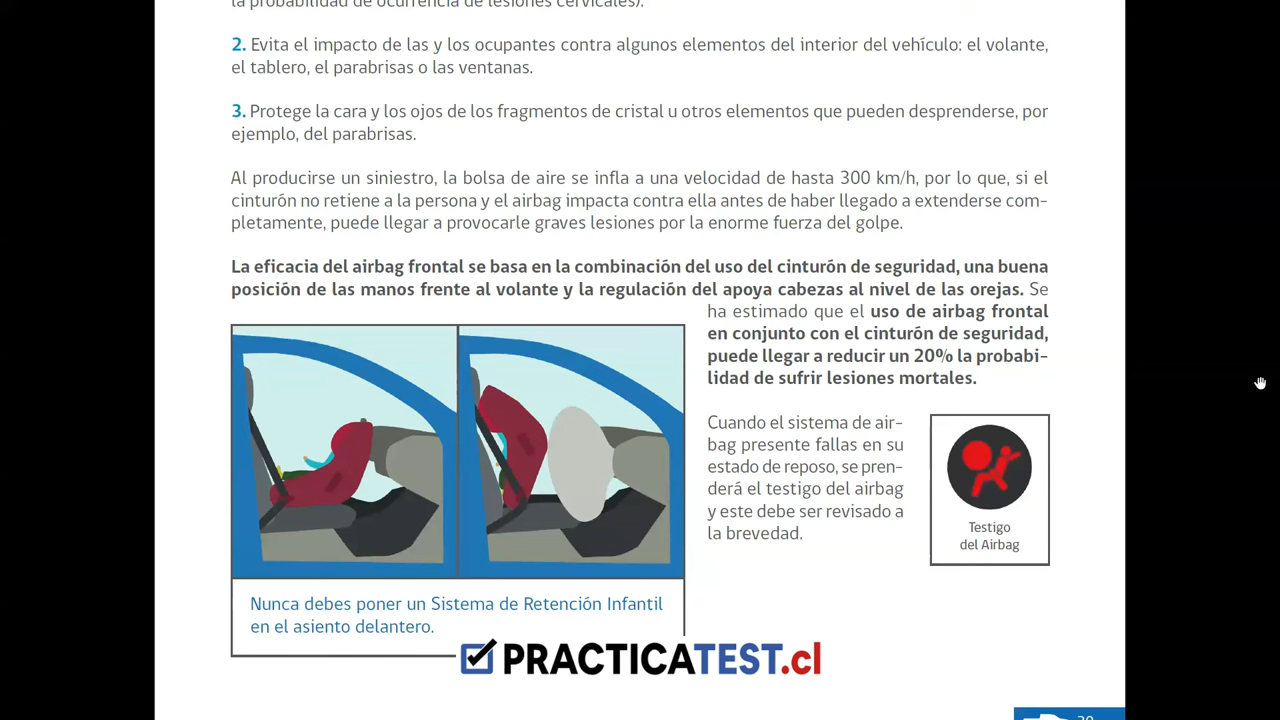 la probabilidad de ocurrencia de lesiones cervicales).
2. Evita el impacto de las y los ocupantes contra algunos elementos del interior del vehículo: el volante,
el tablero, el parabrisas o las ventanas.
3. Protege la cara y los ojos de los fragmentos de cristal u otros elementos que pueden desprenderse, por
ejemplo, del parabrisas.
Al producirse un siniestro, la bolsa de aire se infla a una velocidad de hasta 300 km/h, por lo que, si el
cinturón no retiene a la persona y el airbag impacta contra ella antes de haber llegado a extenderse com-
pletamente, puede llegar a provocarle graves lesiones por la enorme fuerza del golpe.
La eficacia del airbag frontal se basa en la combinación del uso del cinturón de seguridad, una buena
posición de las manos frente al volante y la regulación del apoya cabezas al nivel de las orejas. Se
ha estimado que el uso de airbag frontal
en conjunto con el cinturón de seguridad,
puede llegar a reducir un 20% la probabi-
lidad de sufrir lesiones mortales.
Cuando el sistema de air-
bag presente fallas en su
estado de reposo, se pren-
derá el testigo del airbag
y este debe ser revisado a
la brevedad.
Testigo
del Airbag
Nunca debes poner un Sistema de Retención Infantil
en el asiento delantero.
PRACTICATEST.cl